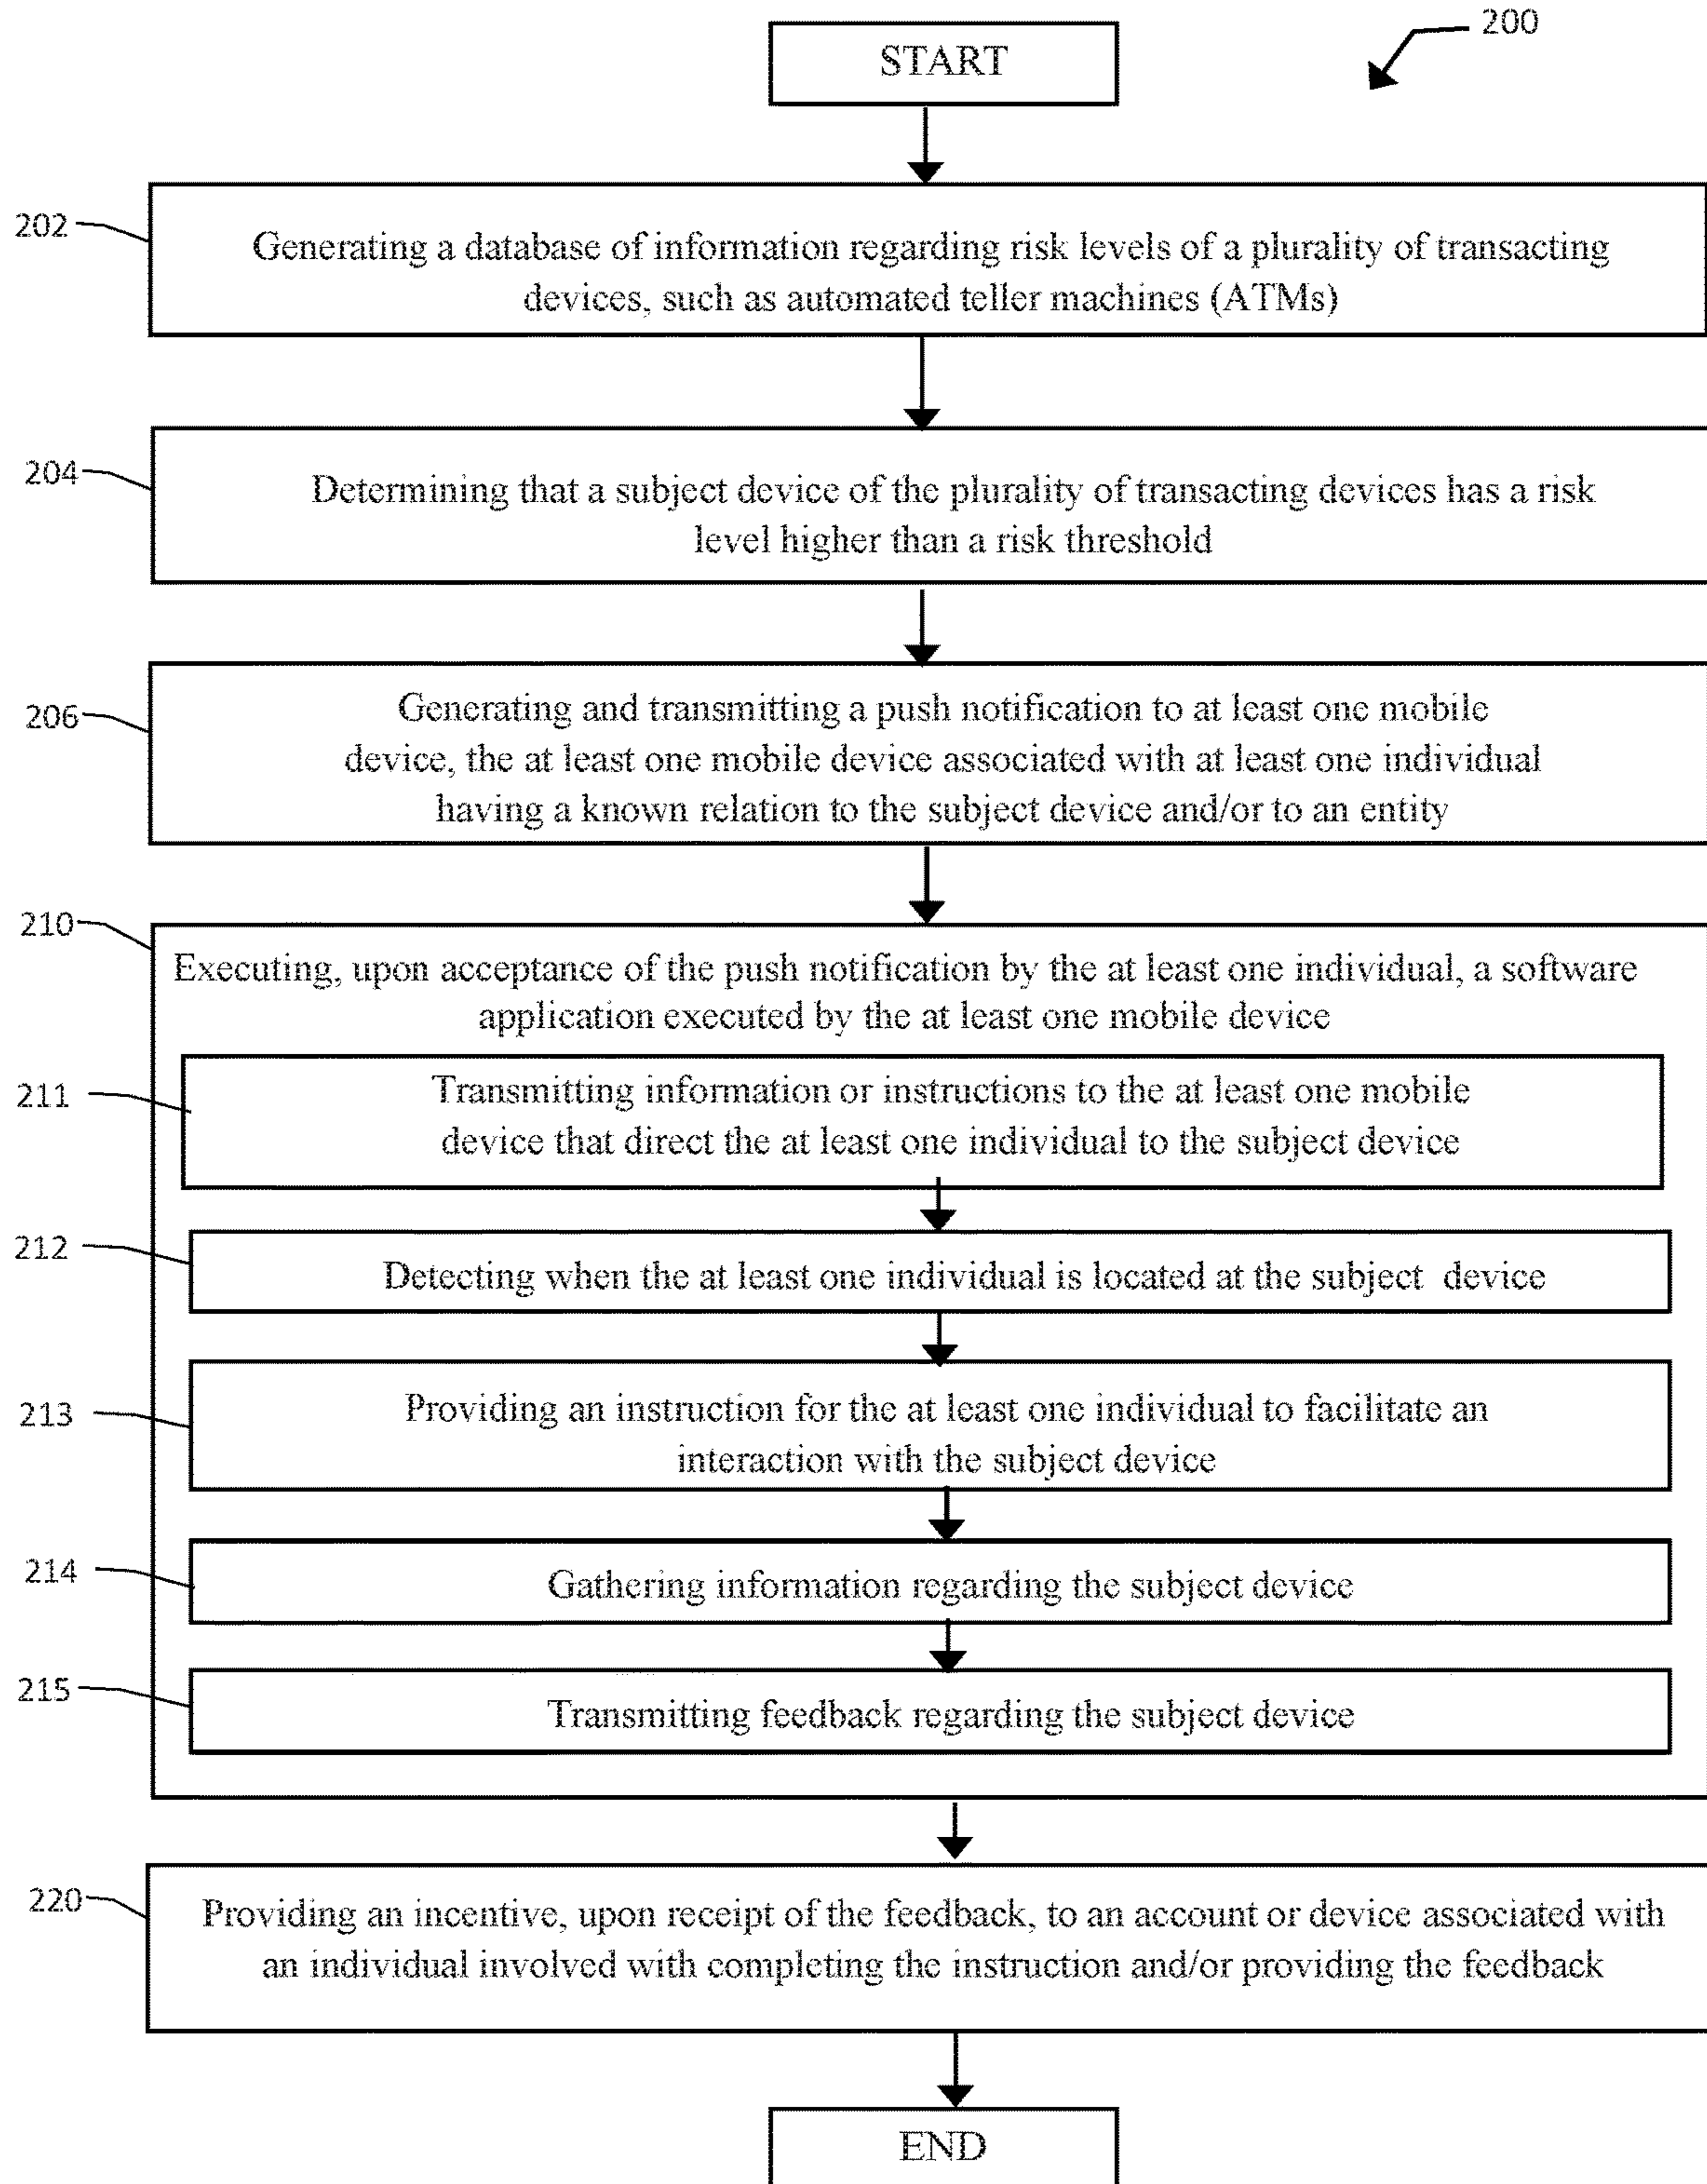 START
200
202
Generating a database of information regarding risk levels of a plurality of transacting
devices, such as automated teller machines (ATMs)
204
Determining that a subject device of the plurality of transacting devices has a risk
level higher than a risk threshold
206
Generating and transmitting a push notification to at least one mobile
device, the at least one mobile device associated with at least one individual
having a known relation to the subject device and/or to an entity
210
Executing, upon acceptance of the push notification by the at least one individual, a software
application executed by the at least one mobile device
211
Transmitting information or instructions to the at least one mobile
device that direct the at least one individual to the subject device
212
Detecting when the at least one individual is located at the subject device
213
Providing an instruction for the at least one individual to facilitate an
interaction with the subject device
214
Gathering information regarding the subject device
215
Transmitting feedback regarding the subject device
220
Providing an incentive, upon receipt of the feedback, to an account or device associated with
an individual involved with completing the instruction and/or providing the feedback
END